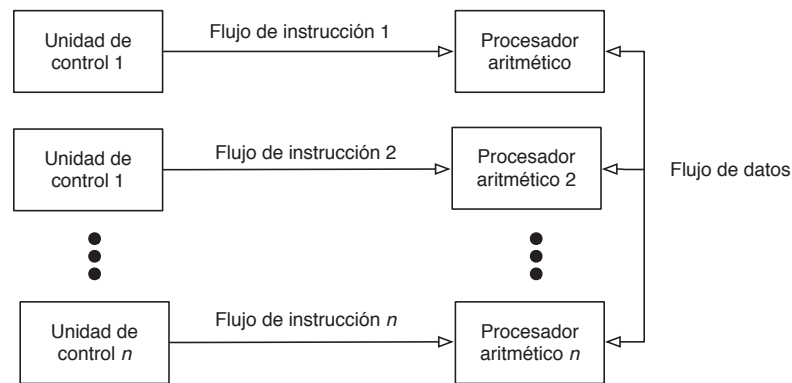 Unidad de
control 1
Flujo de instrucción 1
Procesador
aritmético
Unidad de
control 1
Flujo de instrucción 2
Procesador
aritmético 2
Flujo de datos
Unidad de
control n
Flujo de instrucción n
Procesador
aritmético n